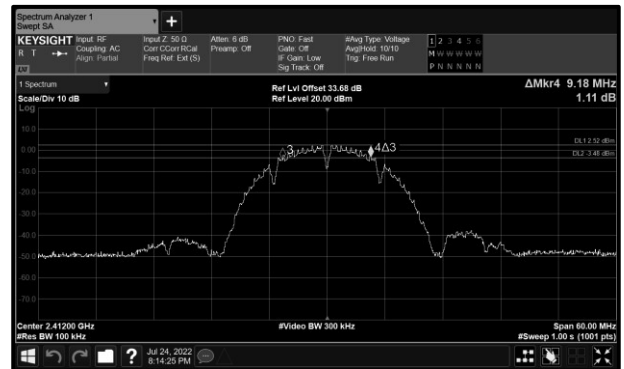 Spectrum Analyzer 1
Swept SA
+
KEYSIGHT
R T
Input: RF
Coupling: AC
Align: Partial
Input Z: 50 Ω
Corr CCorr RCal
Freq Ref: Ext (S)
Atten: 6 dB
Preamp: Off
PNO: Fast
Gate: Off
IF Gain: Low
Sig Track: Off
#Avg Type: Voltage
Avg|Hold: 10/10
Trig: Free Run
1 2 3 4 5 6
M W W W W W
P N N N N N
1 Spectrum
Scale/Div 10 dB
Log
Ref Lvl Offset 33.68 dB
Ref Level 20.00 dBm
ΔMkr4 9.18 MHz
1.11 dB
10.0
0.00
-10.0
-20.0
-30.0
-40.0
-50.0
-60.0
-70.0
3
4Δ3
DL1 2.52 dBm
DL2 -3.48 dBm
Center 2.41200 GHz
#Res BW 100 kHz
#Video BW 300 kHz
Span 60.00 MHz
#Sweep 1.00 s (1001 pts)
?
Jul 24, 2022
8:14:25 PM